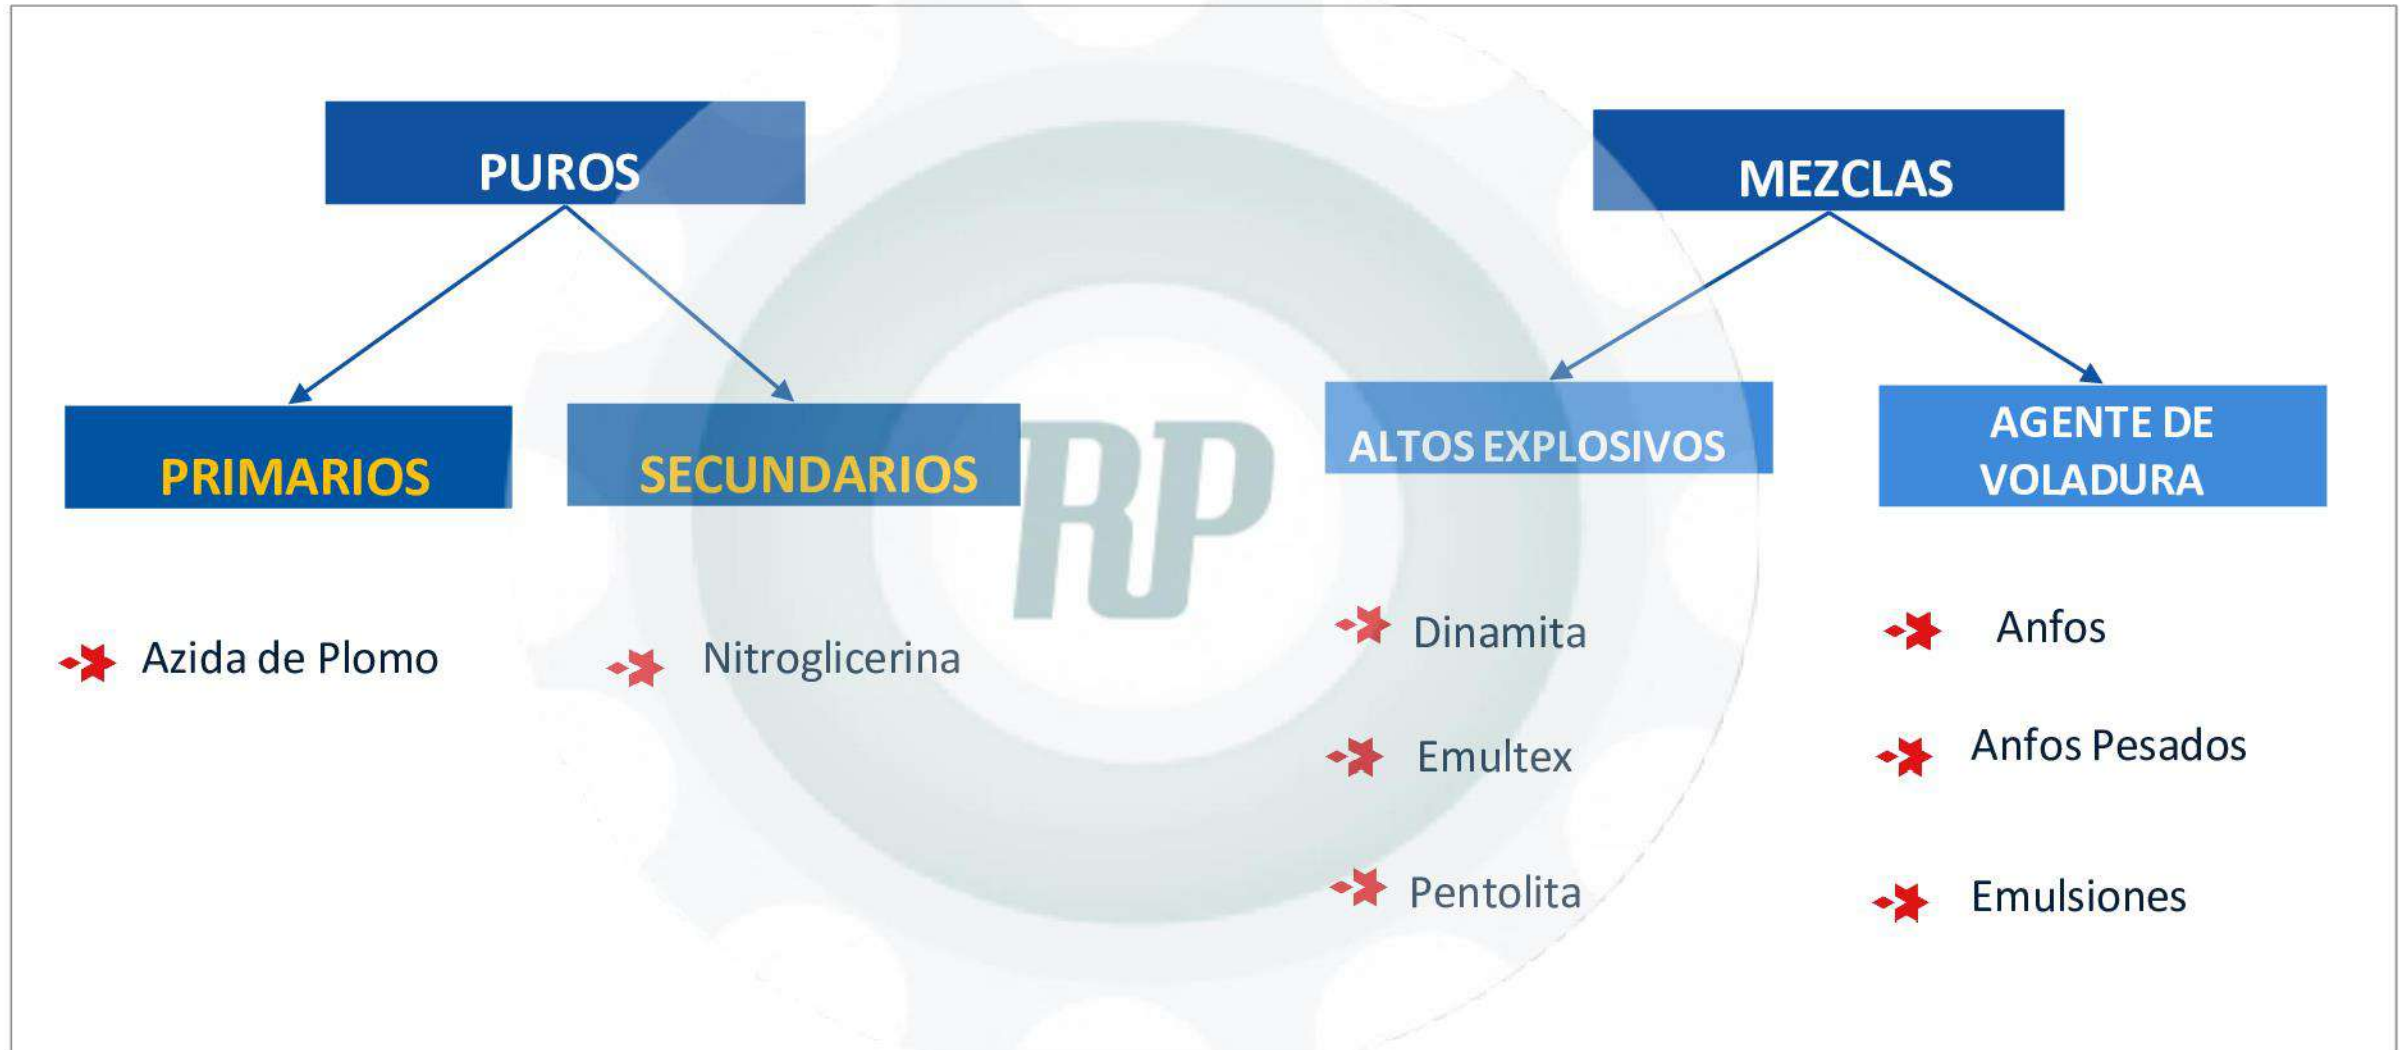 PUROS
MEZCLAS
PRIMARIOS
SECUNDARIOS
RP
ALTOS EXPLOSIVOS
AGENTE DE
VOLADURA
Azida de Plomo
Nitroglicerina
Dinamita
Emultex
Pentolita
Anfos
Anfos Pesados
Emulsiones